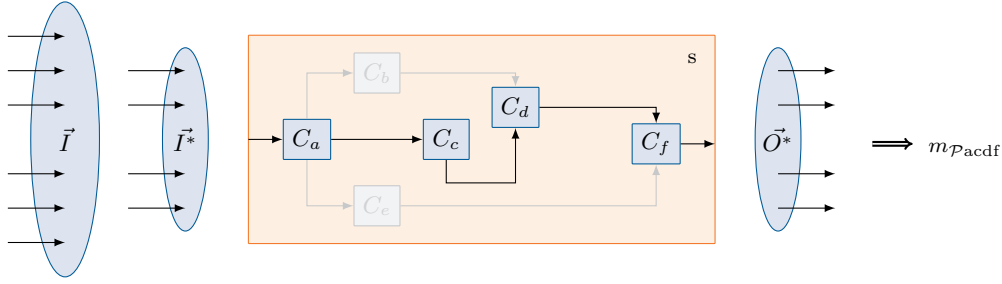 s
C_b
C_d
I⃗
I⃗*
C_a
C_c
C_f
O⃗*
⟹ m_𝒫acdf
C_e